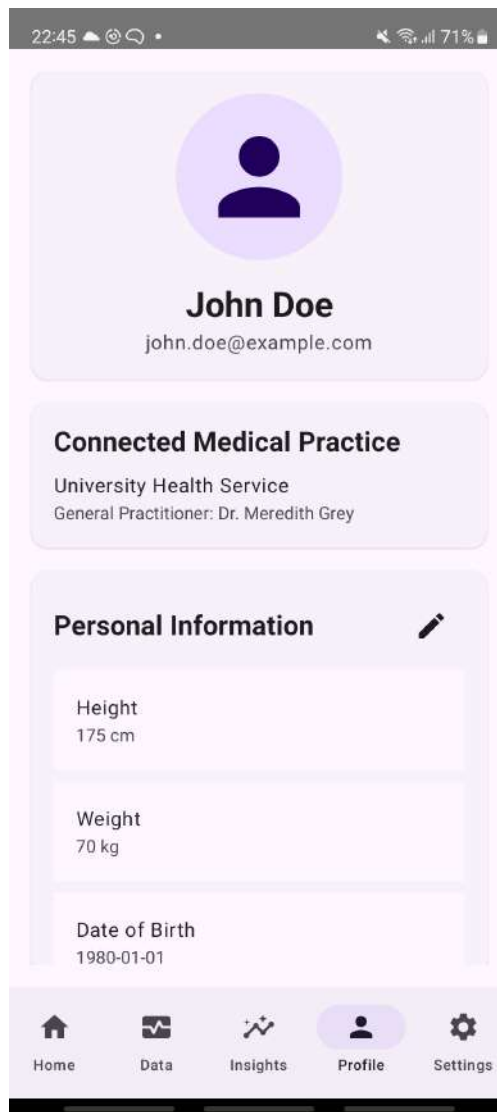 22:45
71%
John Doe
john.doe@example.com
Connected Medical Practice
University Health Service
General Practitioner: Dr. Meredith Grey
Personal Information
Height
175 cm
Weight
70 kg
Date of Birth
1980-01-01
Home Data Insights Profile Settings